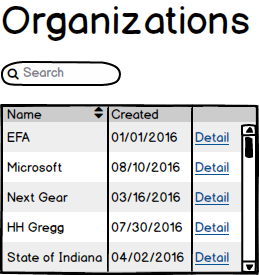 Organizations
Search
Name Created
EFA 01/01/2016 Detail
Microsoft 08/10/2016 Detail
Next Gear 03/16/2016 Detail
HH Gregg 07/30/2016 Detail
State of Indiana 04/02/2016 Detail